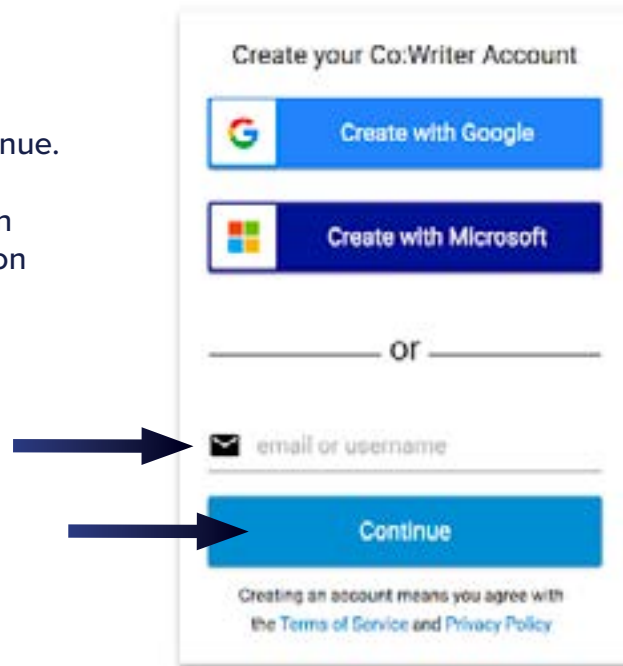 nue.
n
on
Create your Co:Writer Account
Create with Google
Create with Microsoft
or
email or username
Continue
Creating an account means you agree with
the Terms of Service and Privacy Policy